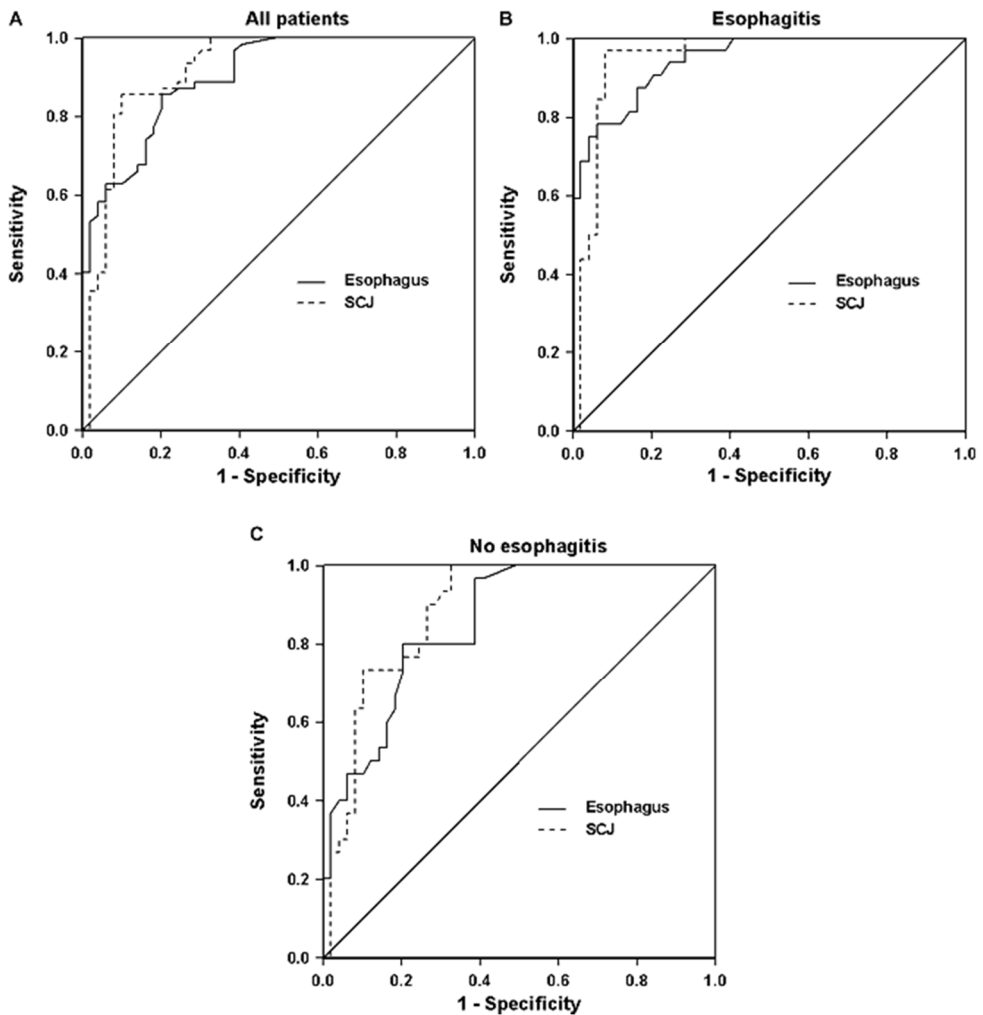 A
All patients
1.0
0.8
0.6
0.4
0.2
0.0
Sensitivity
Esophagus
SCJ
0.0 0.2 0.4 0.6 0.8 1.0
1 - Specificity
B
Esophagitis
1.0
0.8
0.6
0.4
0.2
0.0
Sensitivity
Esophagus
SCJ
0.0 0.2 0.4 0.6 0.8 1.0
1 - Specificity
C
No esophagitis
1.0
0.8
0.6
0.4
0.2
0.0
Sensitivity
Esophagus
SCJ
0.0 0.2 0.4 0.6 0.8 1.0
1 - Specificity